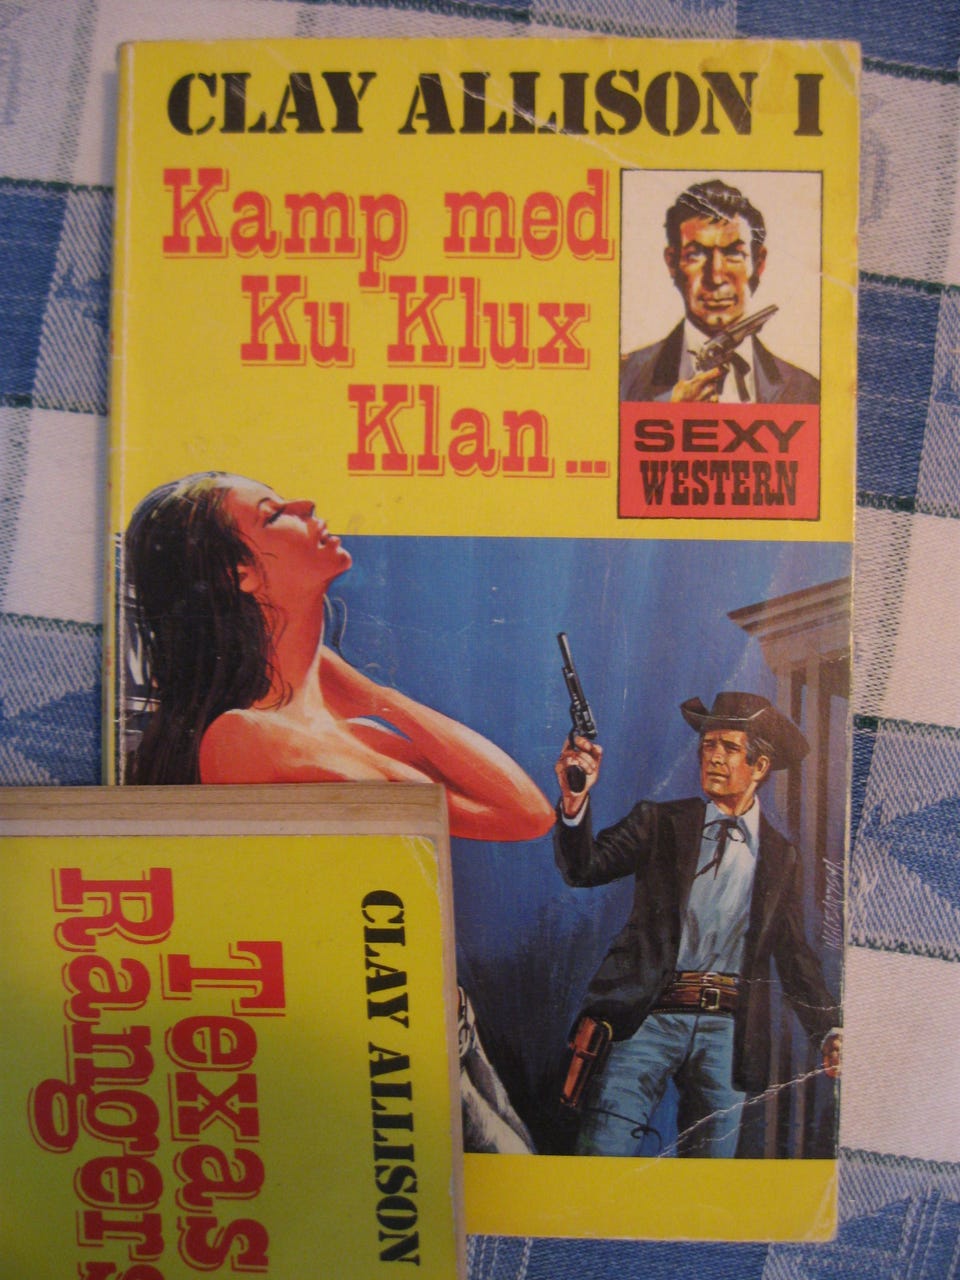 CLAY ALLISON 1
Kamp med
Ku Klux
Klan...
SEXY
WESTERN
CLAY ALLISON
Texas
Rangers